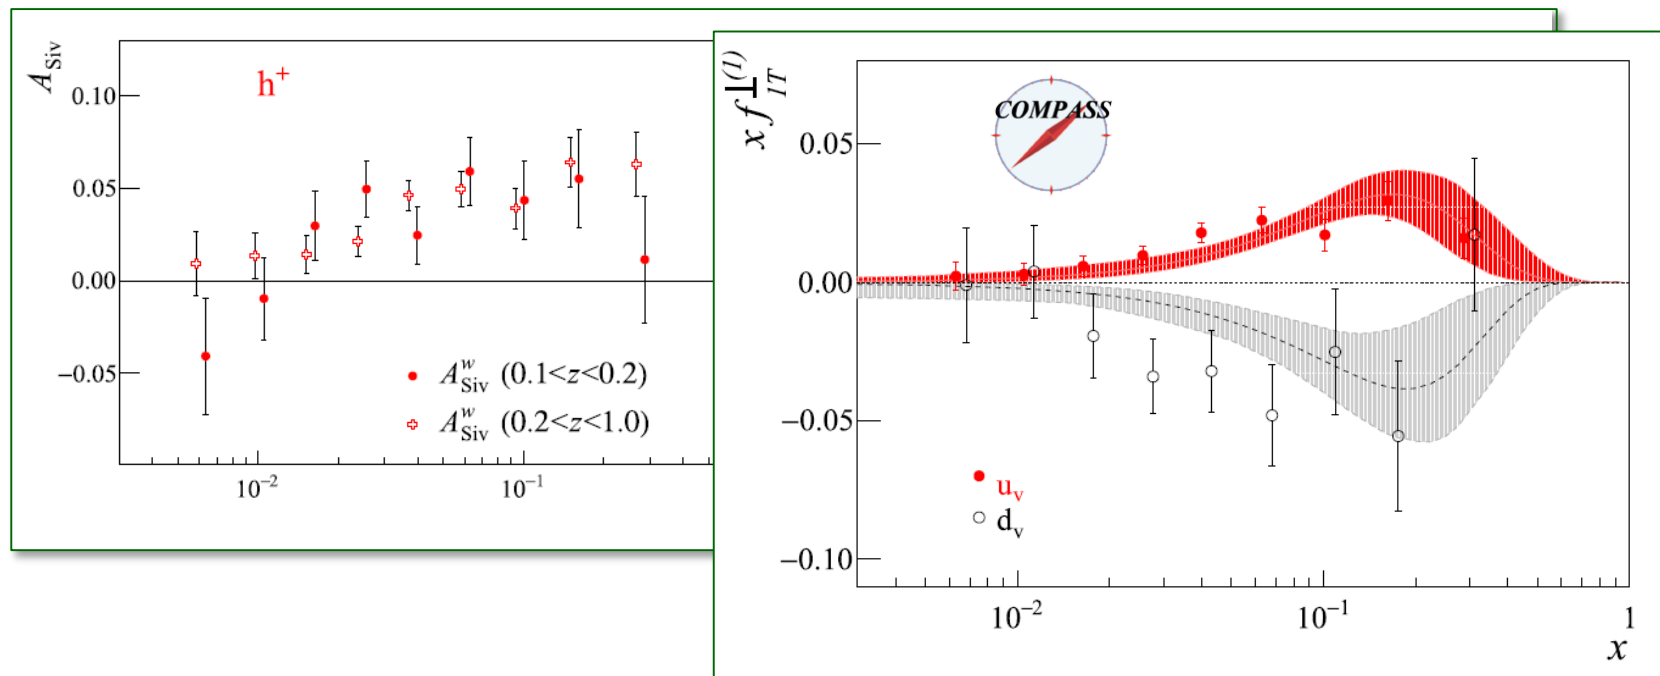 A_Siv
h⁺
0.10
0.05
0.00
−0.05
A^w_Siv (0.1<z<0.2)
A^w_Siv (0.2<z<1.0)
10⁻²
10⁻¹
x f^⊥(1)_1T
COMPASS
0.05
0.00
−0.05
−0.10
u_v
d_v
10⁻²
10⁻¹
1
x